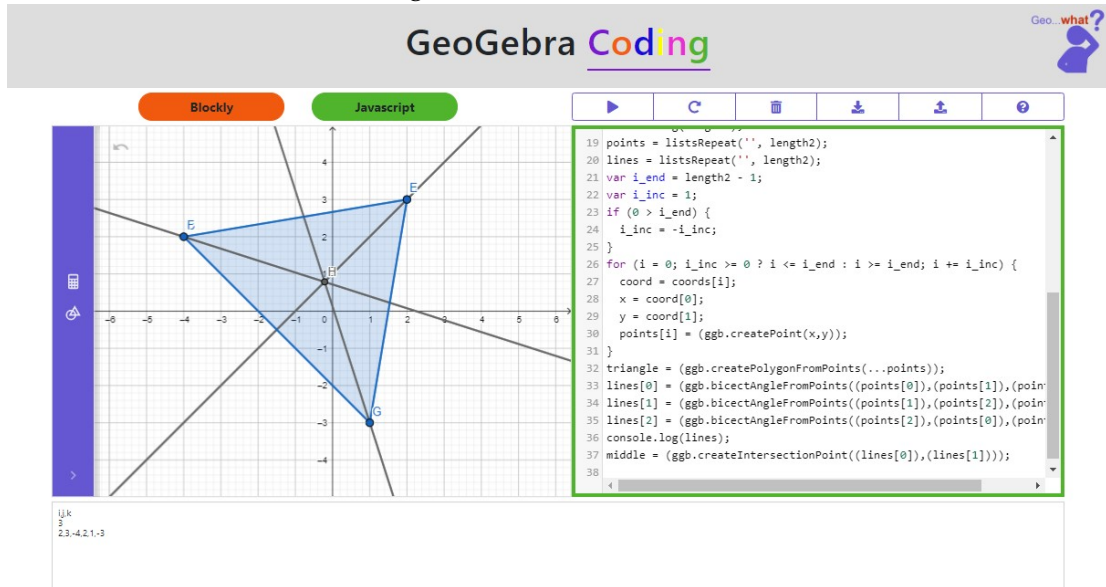 GeoGebra Coding
Geo...what?
Blockly
Javascript
19 points = listsRepeat('', length2);
20 lines = listsRepeat('', length2);
21 var i_end = length2 - 1;
22 var i_inc = 1;
23 if (0 > i_end) {
24 i_inc = -i_inc;
25 }
26 for (i = 0; i_inc >= 0 ? i <= i_end : i >= i_end; i += i_inc) {
27 coord = coords[i];
28 x = coord[0];
29 y = coord[1];
30 points[i] = (ggb.createPoint(x,y));
31 }
32 triangle = (ggb.createPolygonFromPoints(...points));
33 lines[0] = (ggb.bicectAngleFromPoints((points[0]),(points[1]),(poin
34 lines[1] = (ggb.bicectAngleFromPoints((points[1]),(points[2]),(poin
35 lines[2] = (ggb.bicectAngleFromPoints((points[2]),(points[0]),(poin
36 console.log(lines);
37 middle = (ggb.createIntersectionPoint((lines[0]),(lines[1])));
38
4
3
E
2
H
-6 -5 -4 -3 -2 -1 0 1 2 3 4 5 6
-1
-2
G
-3
-4
i,j,k
3
2,3,-4,2,1,-3